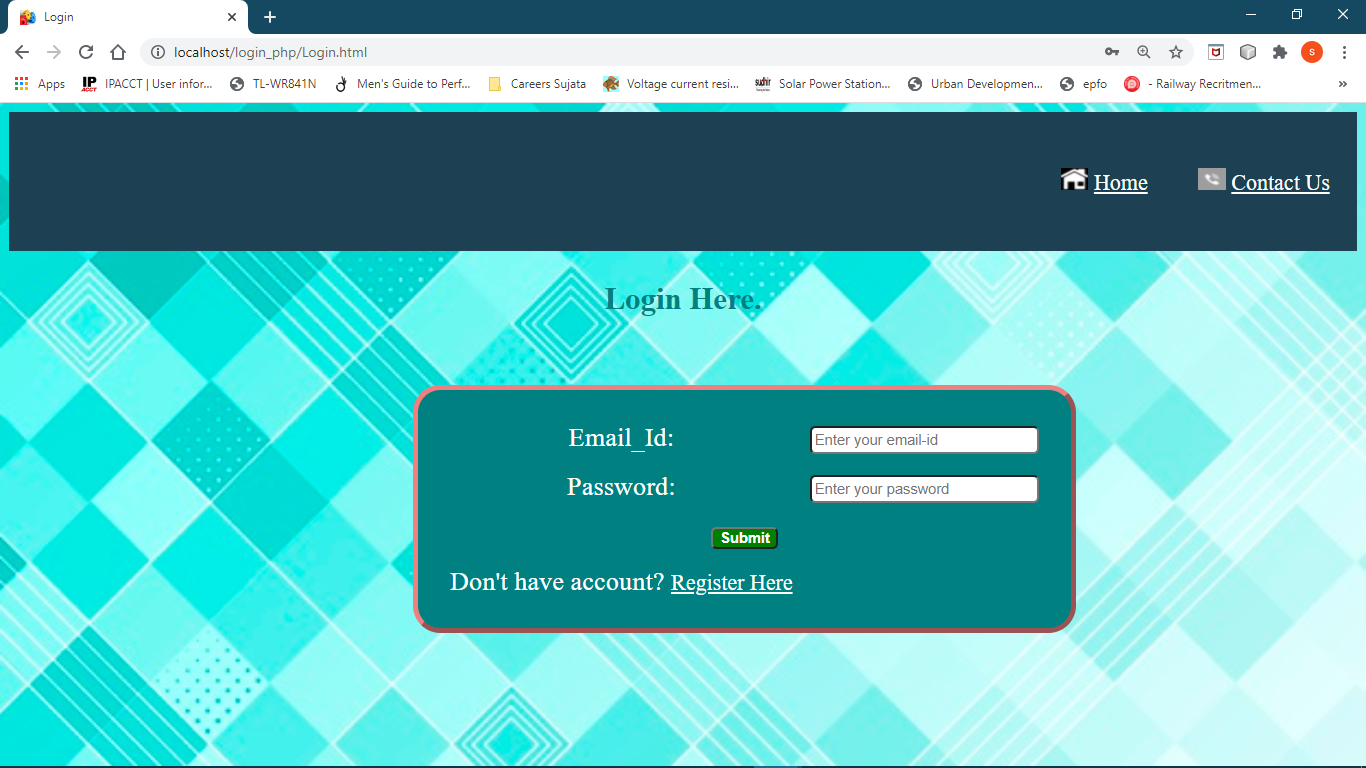 Login
localhost/login_php/Login.html
S
Apps IP ACCT IPACCT | User infor... TL-WR841N Men's Guide to Perf... Careers Sujata Voltage current resi... Solar Power Station... Urban Developmen... epfo - Railway Recritmen... »
Home Contact Us
Login Here.
Email_Id: Enter your email-id
Password: Enter your password
Submit
Don't have account? Register Here